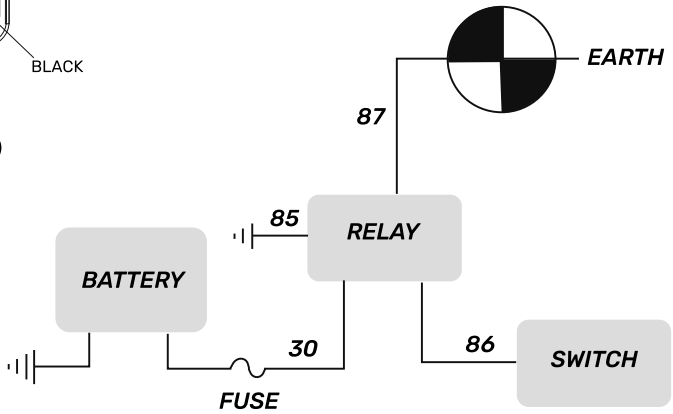 EARTH
BLACK
87
85
RELAY
BATTERY
30
86
SWITCH
FUSE